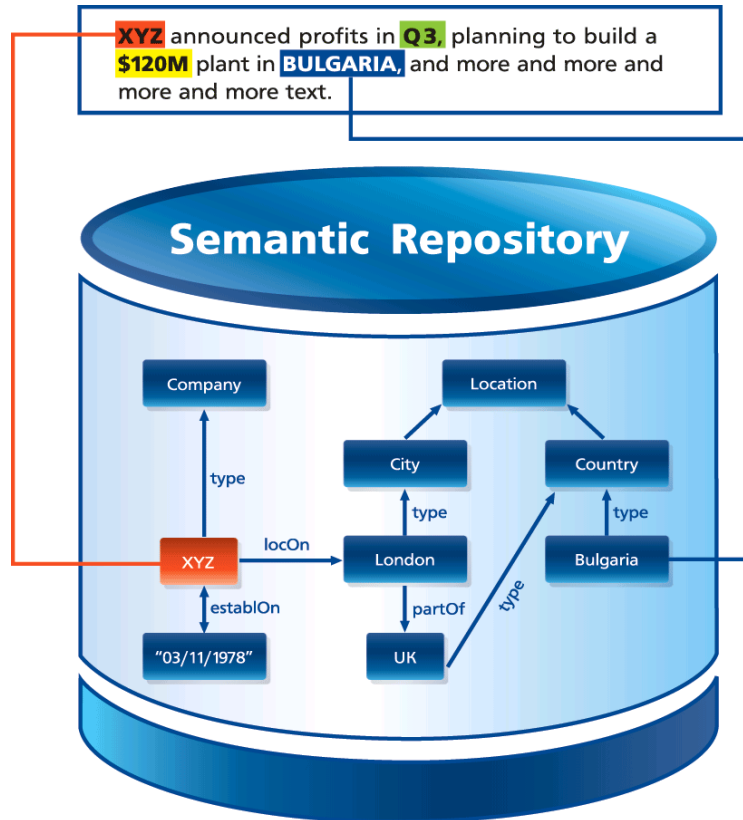 XYZ announced profits in Q3, planning to build a
$120M plant in BULGARIA, and more and more and
more and more text.
Semantic Repository
Company
Location
City
Country
type
type
type
XYZ
locOn
London
Bulgaria
establOn
partOf
type
"03/11/1978"
UK